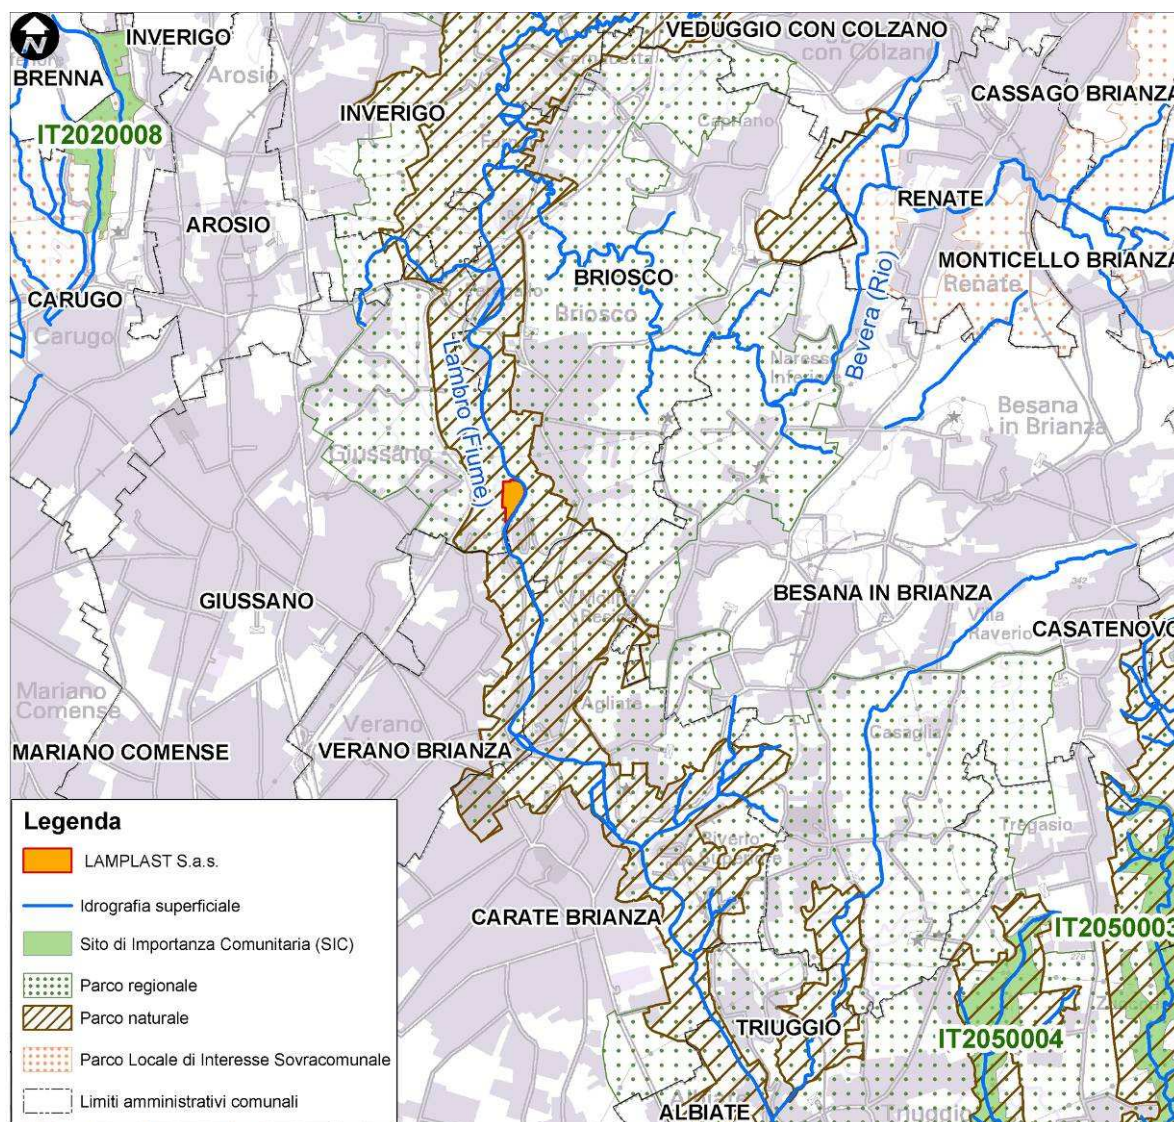 N
INVERIGO
VEDUGGIO CON COLZANO
con Colzano
BRENNA
Arosio
CASSAGO BRIANZA
INVERIGO
Capriano
IT2020008
RENATE
AROSIO
MONTICELLO BRIANZA
BRIOSCO
Renate
CARUGO
Briosco
Carugo
Bevera (Rio)
Lambro (Fiume)
Besana
in Brianza
Giussano
BESANA IN BRIANZA
GIUSSANO
Villa
Raverio
CASATENOVO
Mariano
Comense
Agliate
Verano
Casaglia
MARIANO COMENSE
VERANO BRIANZA
Tregasio
CARATE BRIANZA
IT2050003
TRIUGGIO
IT2050004
ALBIATE
Triuggio
Legenda
LAMPLAST S.a.s.
Idrografia superficiale
Sito di Importanza Comunitaria (SIC)
Parco regionale
Parco naturale
Parco Locale di Interesse Sovracomunale
Limiti amministrativi comunali